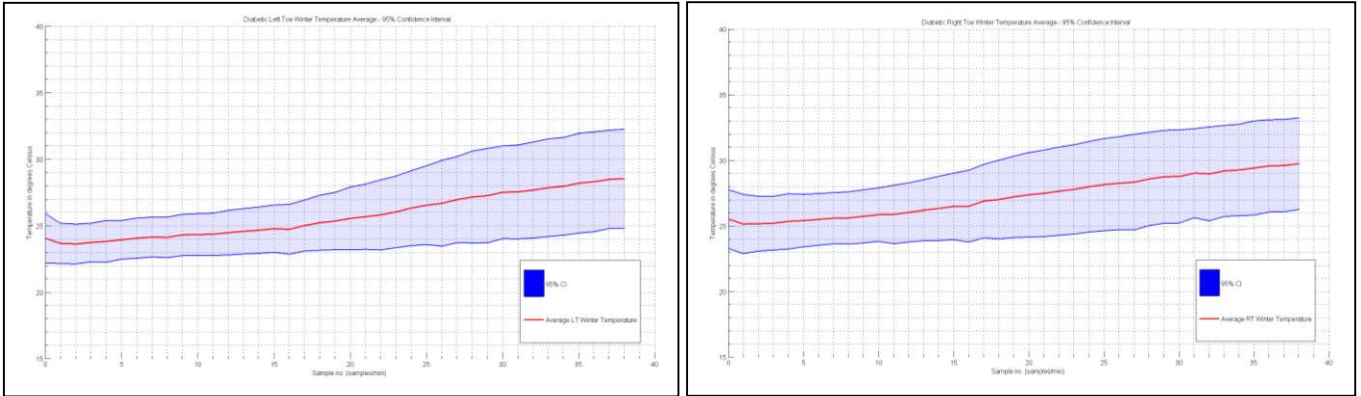 Diabetic Left Toe Winter Temperature Average - 95% Confidence Interval
40
35
30
25
20
15
Temperature in degrees Celsius
0 5 10 15 20 25 30 35 40
Sample no. (samples/min)
95% CI
Average LT Winter Temperature
Diabetic Right Toe Winter Temperature Average - 95% Confidence Interval
40
35
30
25
20
15
Temperature in degrees Celsius
0 5 10 15 20 25 30 35 40
Sample no. (samples/min)
95% CI
Average RT Winter Temperature